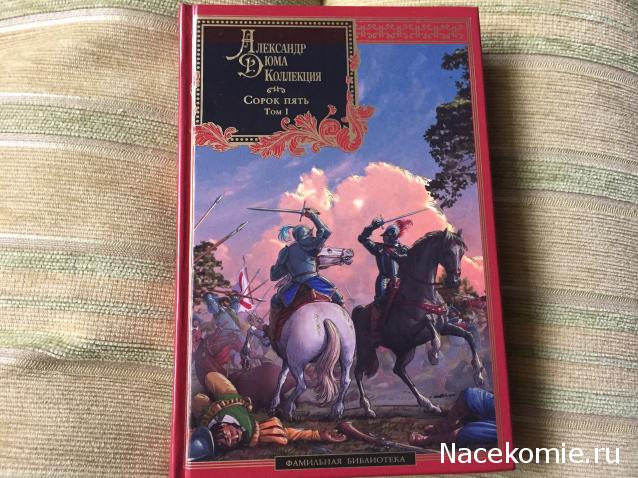 Александр
Дюма
Коллекция
Сорок пять
Том I
Фамильная библиотека
Nacekomie.ru